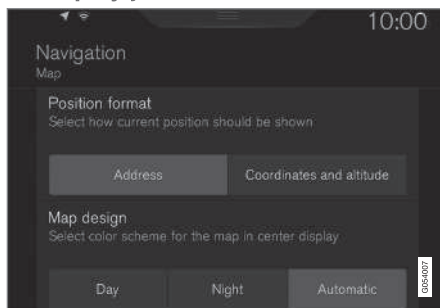 10:00
Navigation
Map
Position format
Select how current position should be shown
Address
Coordinates and altitude
Map design
Select color scheme for the map in center display
Day
Night
Automatic
G054007